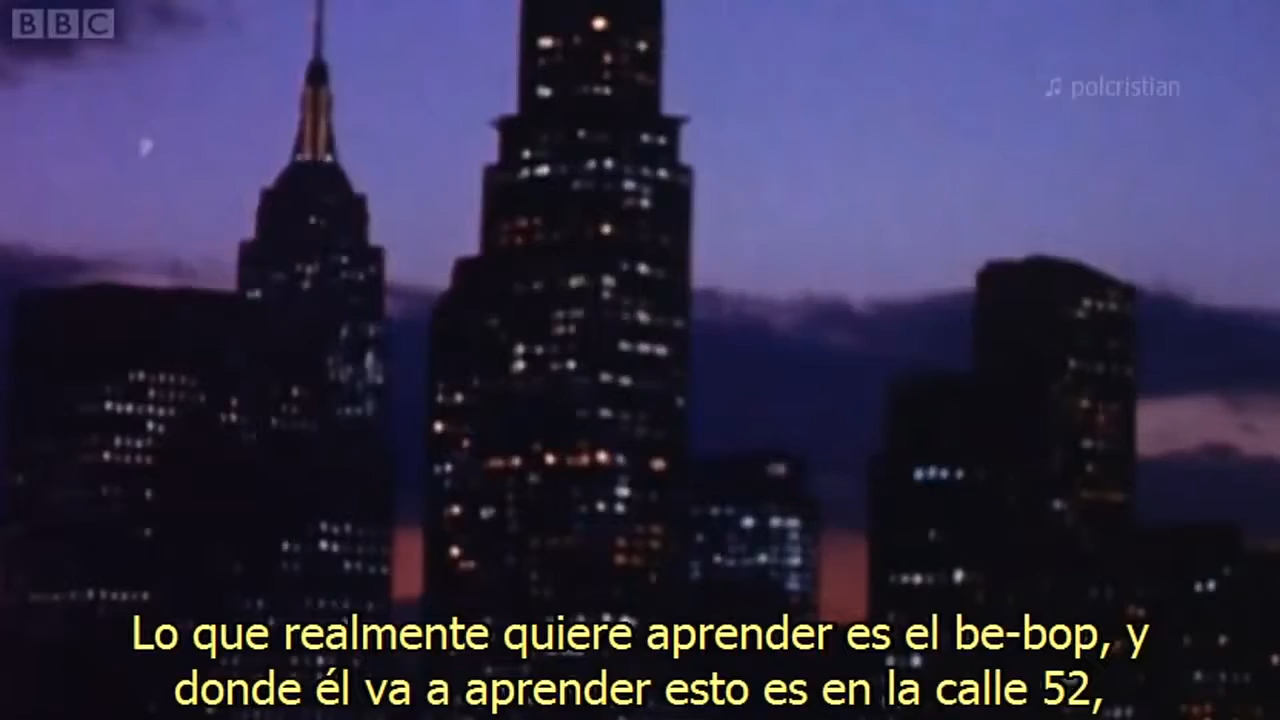 BBC
♫ polcristian
Lo que realmente quiere aprender es el be-bop, y
donde él va a aprender esto es en la calle 52,